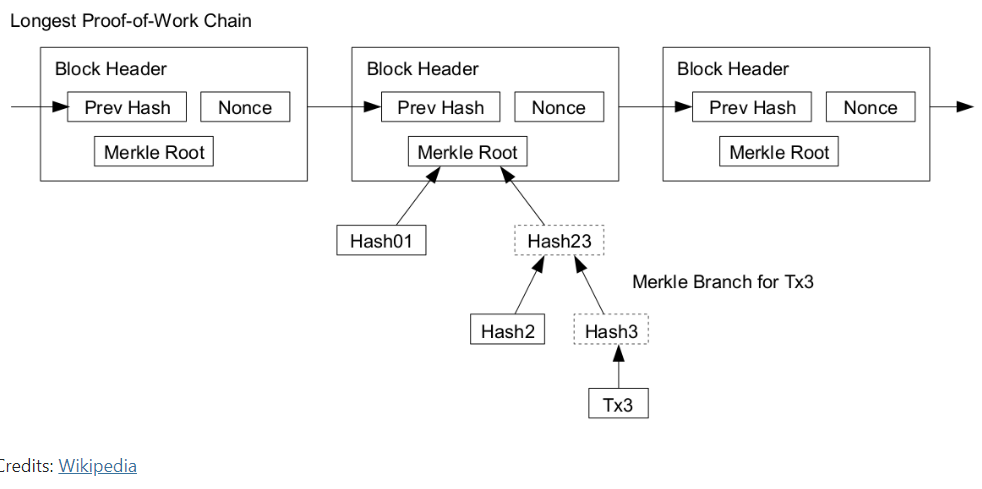 Longest Proof-of-Work Chain
Block Header
Prev Hash
Nonce
Merkle Root
Block Header
Prev Hash
Nonce
Merkle Root
Block Header
Prev Hash
Nonce
Merkle Root
Hash01
Hash23
Merkle Branch for Tx3
Hash2
Hash3
Tx3
Credits: Wikipedia